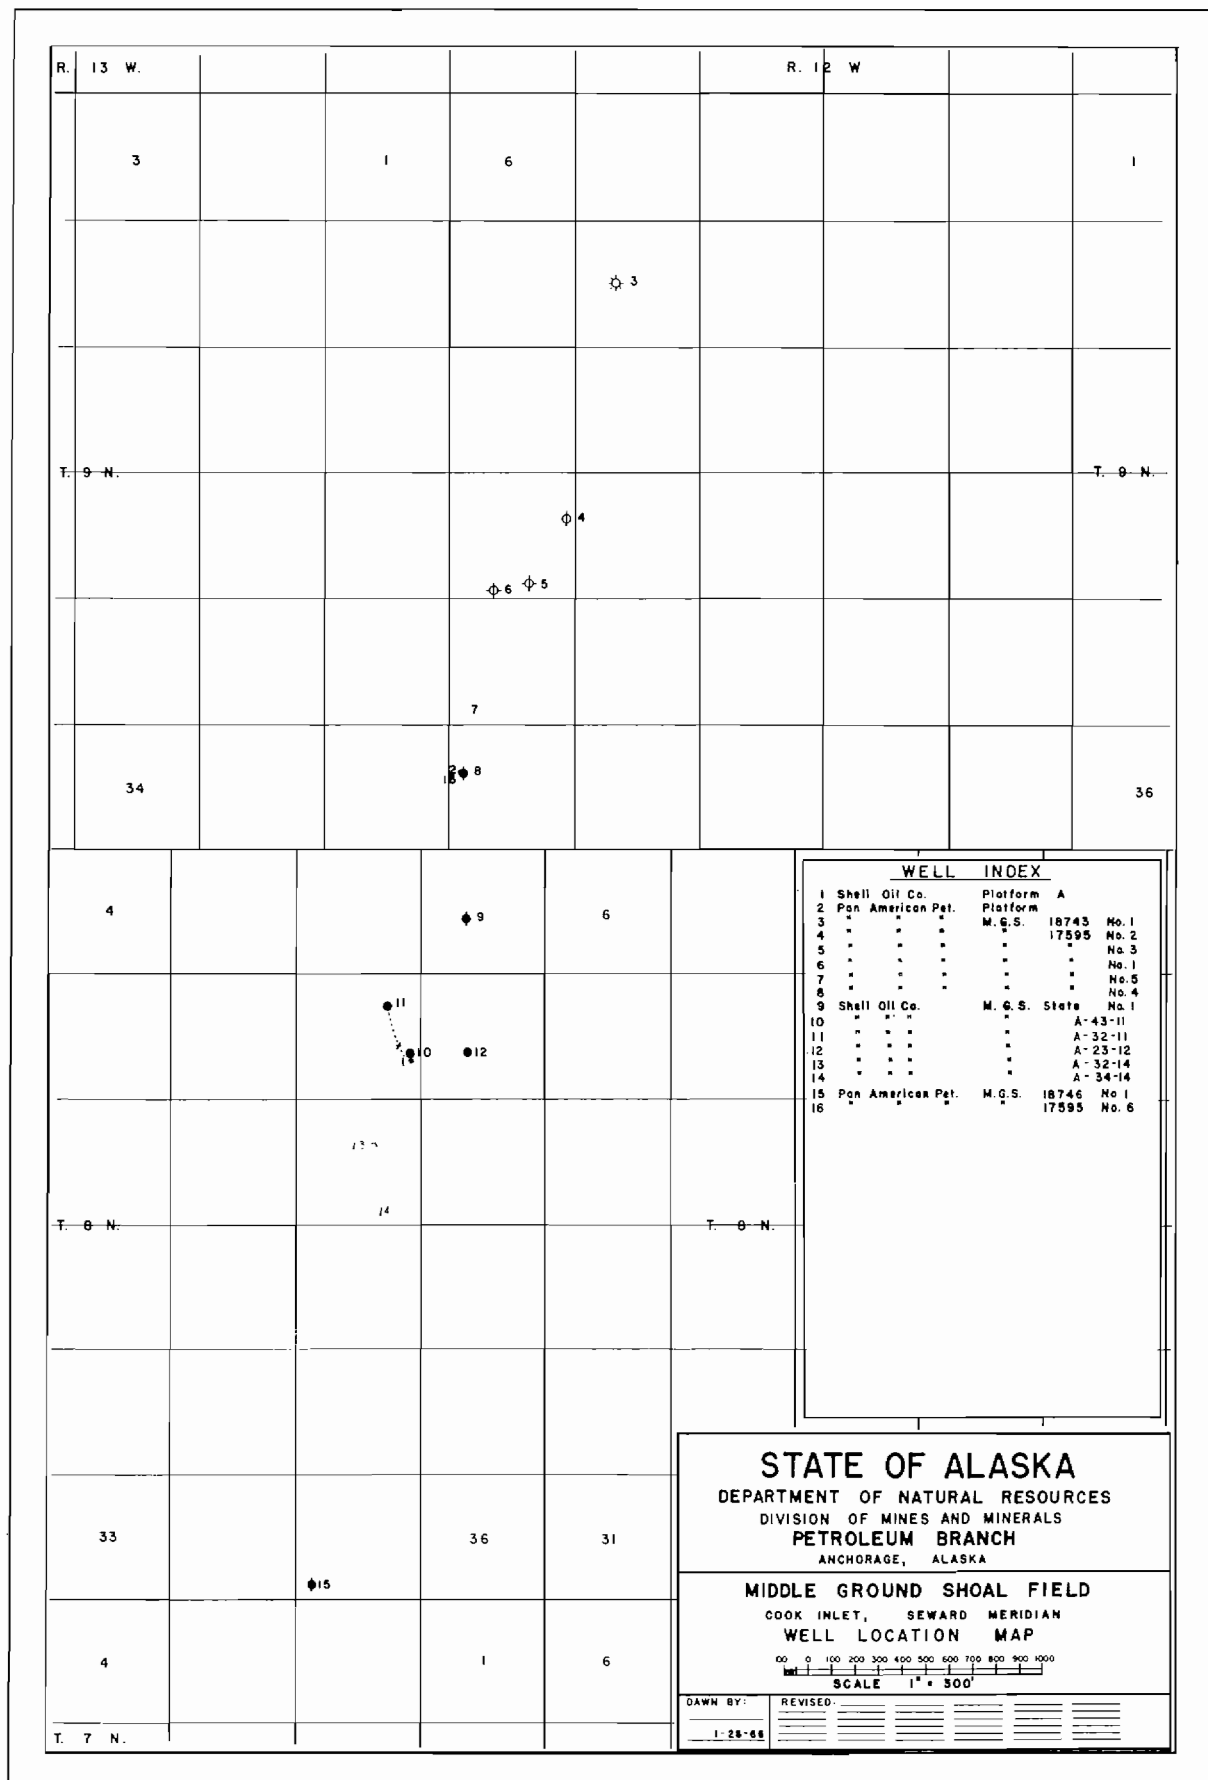 R. 13 W. R. 12 W
3 1 6 1
3
T. 9 N. T. 9 N.
4
5
6
7
2 8
16
34 36
4 9 6
11
10 12
1
13
14
T. 8 N. T. 8 N.
33 36 31
15
4 1 6
T. 7 N.
WELL INDEX
1 Shell Oil Co. Platform A
2 Pan American Pet. Platform
3 " " " M.G.S. 18743 No. 1
4 " " " " 17595 No. 2
5 " " " " " No. 3
6 " " " " " No. 1
7 " " " " " No. 5
8 " " " " " No. 4
9 Shell Oil Co. M.G.S. State No. 1
10 " " " " A-43-11
11 " " " " A-32-11
12 " " " " A-23-12
13 " " " " A-32-14
14 " " " " A-34-14
15 Pan American Pet. M.G.S. 18746 No 1
16 " " " " 17595 No. 6
STATE OF ALASKA
DEPARTMENT OF NATURAL RESOURCES
DIVISION OF MINES AND MINERALS
PETROLEUM BRANCH
ANCHORAGE, ALASKA
MIDDLE GROUND SHOAL FIELD
COOK INLET, SEWARD MERIDIAN
WELL LOCATION MAP
00 0 100 200 300 400 500 600 700 800 900 1000
SCALE 1" = 300'
DAWN BY: REVISED:
1-28-66